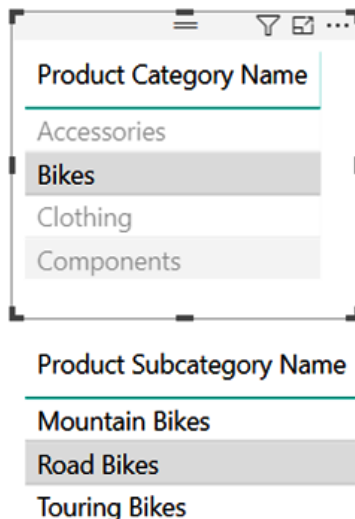 Product Category Name
Accessories
Bikes
Clothing
Components
Product Subcategory Name
Mountain Bikes
Road Bikes
Touring Bikes